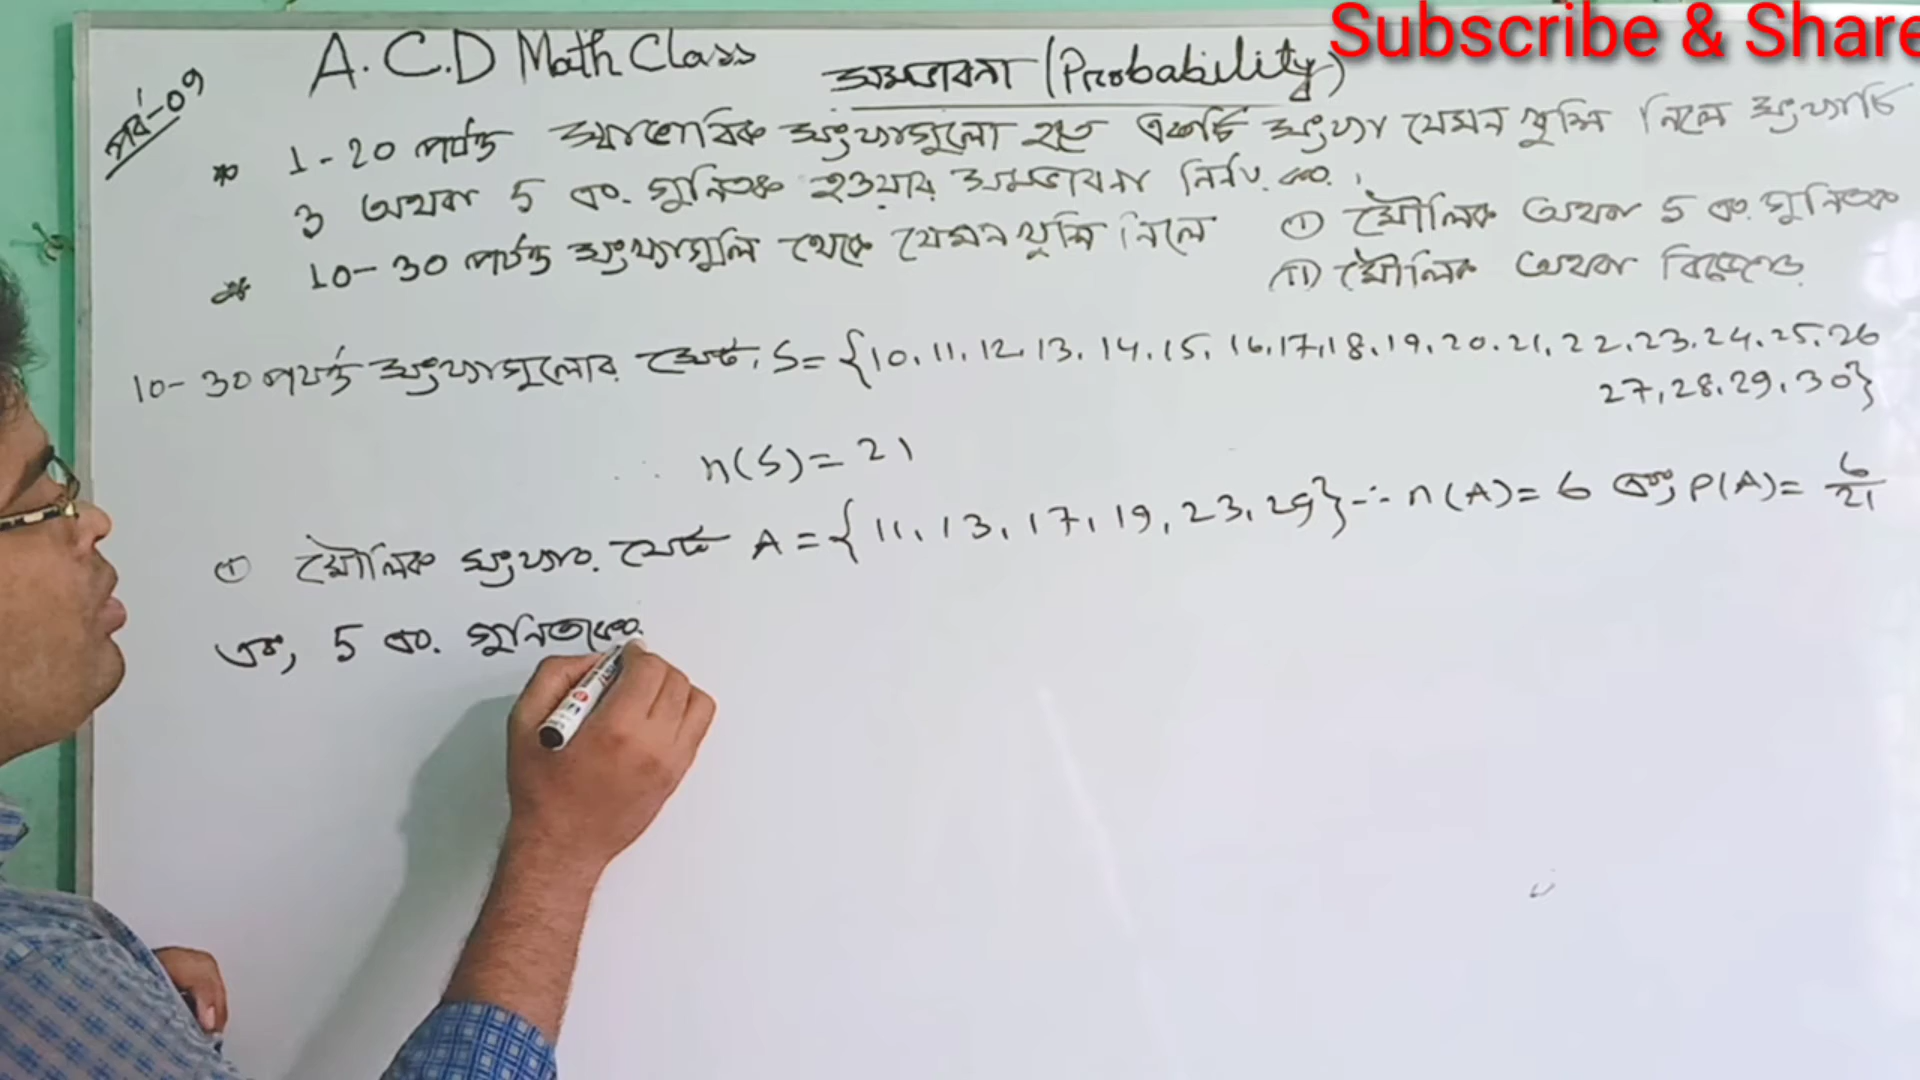 Subscribe & Share
A.C.D Math Class
সম্ভাবনা (Probability)
পর্ব-09
* 1-20 পর্যন্ত স্বাভাবিক সংখ্যাগুলো হতে একটি সংখ্যা যেমন খুশি নিলে সংখ্যাটি
3 অথবা 5 এর গুনিতক হওয়ার সম্ভাবনা নির্ণয় কর।
* 10-30 পর্যন্ত সংখ্যাগুলি থেকে যেমন খুশি নিলে (i) মৌলিক অথবা 5 এর গুনিতক
(ii) মৌলিক অথবা বিজোড়
10-30 পর্যন্ত সংখ্যাগুলোর সেট, S={10,11,12,13,14,15,16,17,18,19,20,21,22,23,24,25,26
27,28,29,30}
∴ n(S)=21
(i) মৌলিক সংখ্যার সেট A={11,13,17,19,23,29} ∴ n(A)=6 এবং P(A)=6/21
এবং, 5 এর গুনিতকের